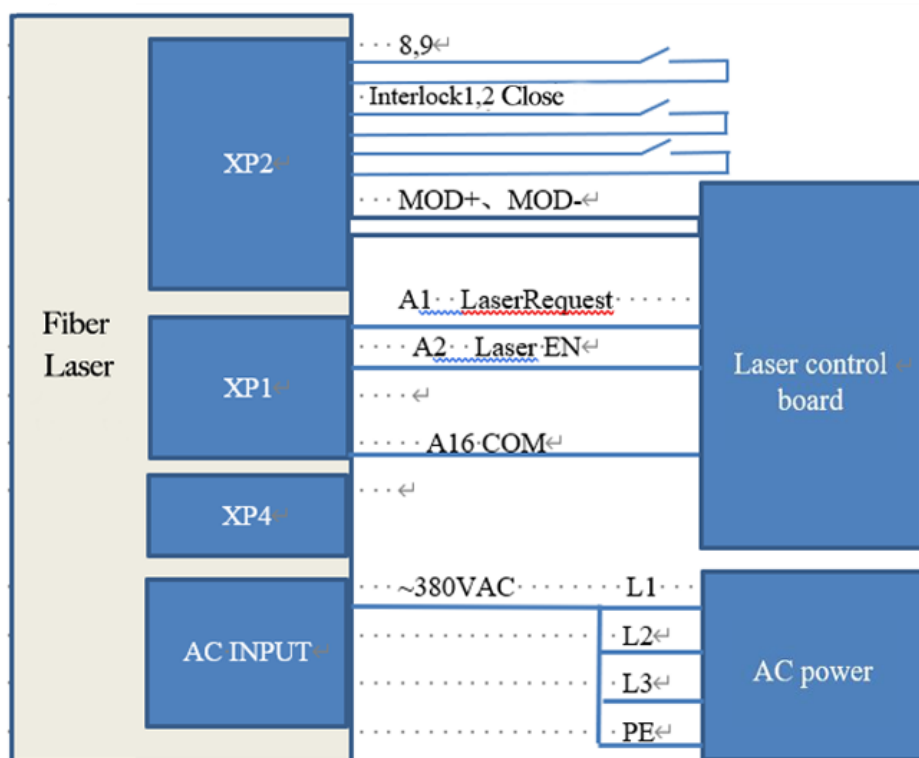 8,9
Interlock1,2 Close
XP2
MOD+、MOD-
Fiber
Laser
A1 LaserRequest
A2 Laser EN
XP1
Laser control
board
A16 COM
XP4
~380VAC L1
AC INPUT
L2
AC power
L3
PE